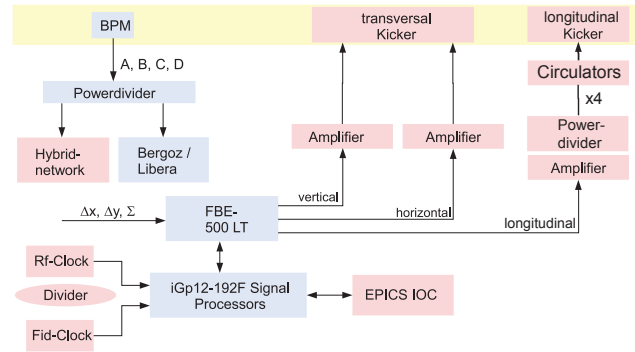 BPM
transversal
Kicker
longitudinal
Kicker
A, B, C, D
Powerdivider
Circulators
x4
Hybrid-
network
Bergoz /
Libera
Amplifier
Amplifier
Power-
divider
Amplifier
Δx, Δy, Σ
FBE-
500 LT
vertical
horizontal
longitudinal
Rf-Clock
Divider
Fid-Clock
iGp12-192F Signal
Processors
EPICS IOC